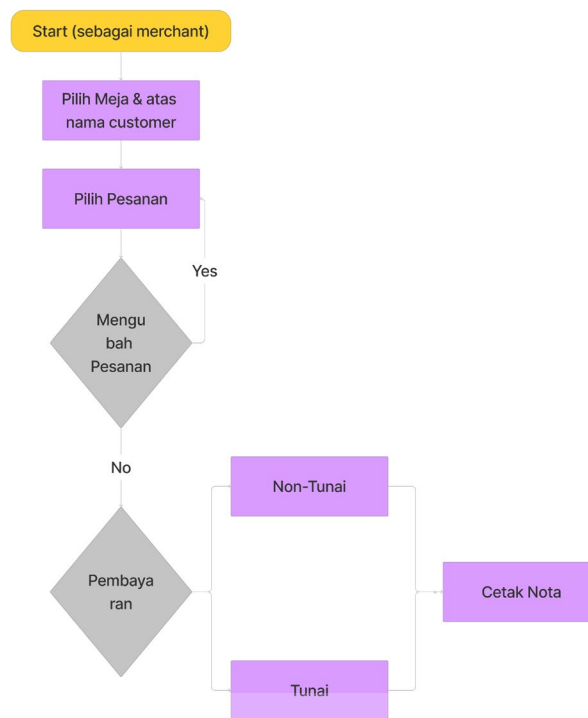 Start (sebagai merchant)
Pilih Meja & atas
nama customer
Pilih Pesanan
Yes
Mengu
bah
Pesanan
No
Non-Tunai
Pembaya
ran
Cetak Nota
Tunai